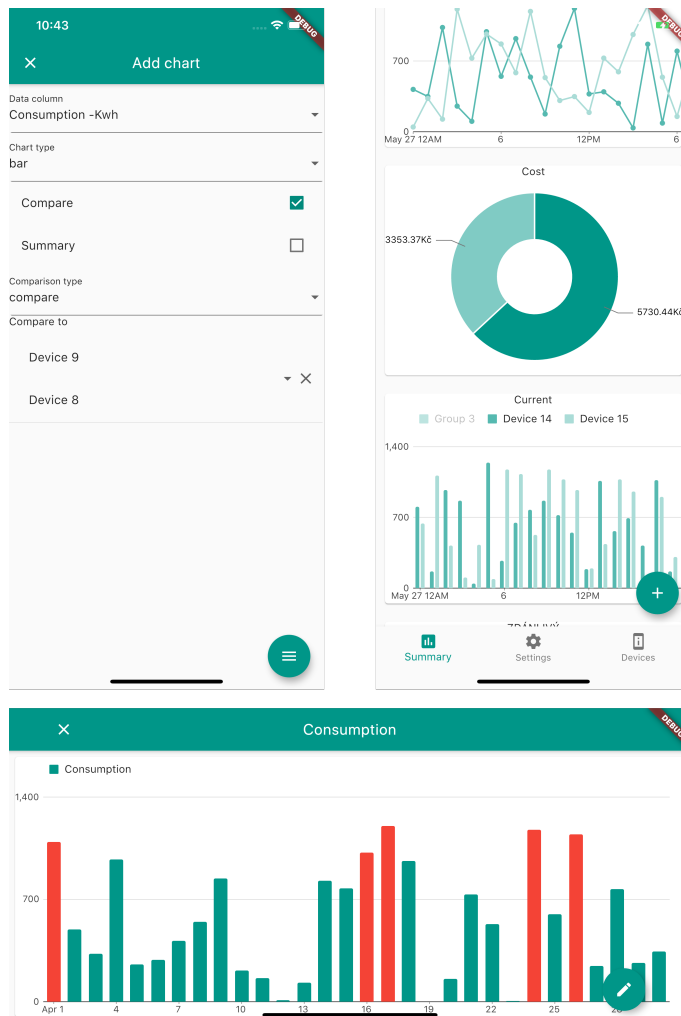 10:43
DEBUG
Add chart
Data column
Consumption -Kwh
Chart type
bar
Compare
Summary
Comparison type
compare
Compare to
Device 9
Device 8
DEBUG
700
0
May 27 12AM 6 12PM 6
Cost
3353.37Kč
5730.44Kč
Current
Group 3 Device 14 Device 15
1,400
700
0
May 27 12AM 6 12PM
Summary Settings Devices
Consumption
DEBUG
Consumption
1,400
700
0
Apr 1 4 7 10 13 16 19 22 25